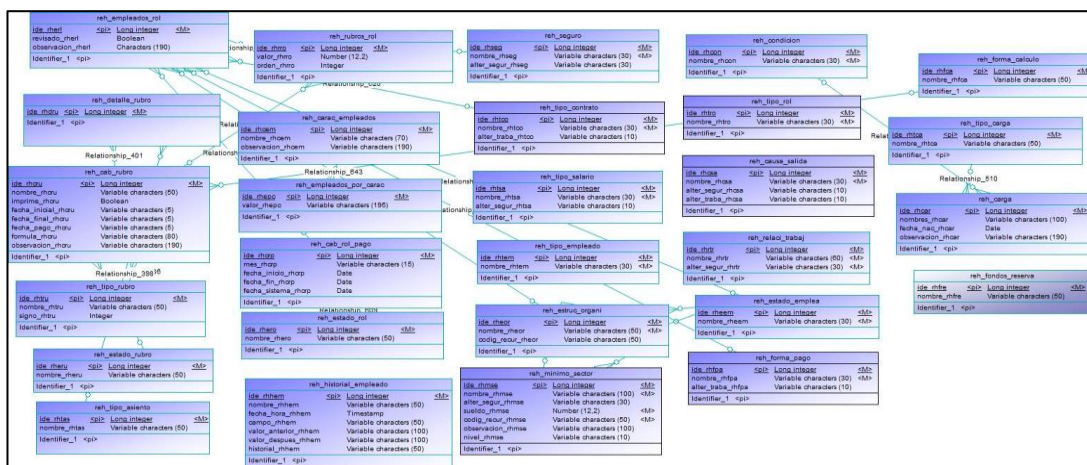 reh_empleados_rol
ide_rherl <pi> Long integer <M>
revisado_rherl Boolean
observacion_rherl Characters (190)
Identifier_1 <pi>
reh_rubros_rol
ide_rhrro <pi> Long integer <M>
valor_rhrro Number (12,2)
orden_rhrro Integer
Identifier_1 <pi>
reh_seguro
ide_rhseg <pi> Long integer <M>
nombre_rhseg Variable characters (30) <M>
alter_segur_rhseg Variable characters (30)
Identifier_1 <pi>
reh_condicion
ide_rhcon <pi> Long integer <M>
nombre_rhcon Variable characters (30) <M>
Identifier_1 <pi>
reh_forma_calculo
ide_rhfca <pi> Long integer <M>
nombre_rhfca Variable characters (50)
Identifier_1 <pi>
reh_detalle_rubro
ide_rhdru <pi> Long integer <M>
Identifier_1 <pi>
Relationship_401
reh_carac_empleados
ide_rhcem <pi> Long integer <M>
nombre_rhcem Variable characters (70)
observacion_rhcem Variable characters (190)
Identifier_1 <pi>
reh_tipo_contrato
ide_rhtco <pi> Long integer <M>
nombre_rhtco Variable characters (30) <M>
alter_traba_rhtco Variable characters (10)
Identifier_1 <pi>
reh_tipo_rol
ide_rhtro <pi> Long integer <M>
nombre_rhtro Variable characters (30) <M>
Identifier_1 <pi>
reh_tipo_carga
ide_rhtca <pi> Long integer <M>
nombre_rhtca Variable characters (50)
Identifier_1 <pi>
Relationship_510
reh_cab_rubro
ide_rhcru <pi> Long integer <M>
nombre_rhcru Variable characters (50)
imprime_rhcru Boolean
fecha_inicial_rhcru Variable characters (5)
fecha_final_rhcru Variable characters (5)
fecha_pago_rhcru Variable characters (5)
formula_rhcru Variable characters (80)
observacion_rhcru Variable characters (190)
Identifier_1 <pi>
Relationship_643
reh_empleados_por_carac
valor_rhepo <pi> Variable characters (195) <M>
Identifier_1 <pi>
reh_tipo_salario
ide_rhtsa <pi> Long integer <M>
nombre_rhtsa Variable characters (30) <M>
alter_segur_rhtsa Variable characters (10)
Identifier_1 <pi>
reh_causa_salida
ide_rhcsa <pi> Long integer <M>
nombre_rhcsa Variable characters (30) <M>
alter_segur_rhcsa Variable characters (10)
alter_traba_rhcsa Variable characters (10)
Identifier_1 <pi>
reh_carga
ide_rhcar <pi> Long integer <M>
nombres_rhcar Variable characters (100)
fecha_nac_rhcar Date
observacion_rhcar Variable characters (190)
Identifier_1 <pi>
reh_cab_rol_pago
ide_rhcrp <pi> Long integer <M>
mes_rhcrp Variable characters (15)
fecha_inicio_rhcrp Date
fecha_fin_rhcrp Date
fecha_sistema_rhcrp Date
Identifier_1 <pi>
reh_tipo_empleado
ide_rhtem <pi> Long integer <M>
nombre_rhtem Variable characters (30) <M>
Identifier_1 <pi>
reh_relaci_trabaj
ide_rhrtr <pi> Long integer <M>
nombre_rhrtr Variable characters (60) <M>
alter_segur_rhrtr Variable characters (30)
Identifier_1 <pi>
reh_fondos_reserva
ide_rhfre <pi> Long integer <M>
nombre_rhfre Variable characters (50)
Identifier_1 <pi>
reh_tipo_rubro
ide_rhtru <pi> Long integer <M>
nombre_rhtru Variable characters (50)
signo_rhtru Integer
Identifier_1 <pi>
reh_estado_rol
ide_rhero <pi> Long integer <M>
nombre_rhero Variable characters (50)
Identifier_1 <pi>
reh_estruc_organi
ide_rheor <pi> Long integer <M>
nombre_rheor Variable characters (50) <M>
codig_recur_rheor Variable characters (50)
Identifier_1 <pi>
reh_estado_emplea
ide_rheem <pi> Long integer <M>
nombre_rheem Variable characters (30) <M>
Identifier_1 <pi>
reh_estado_rubro
ide_rheru <pi> Long integer <M>
nombre_rheru Variable characters (50)
Identifier_1 <pi>
reh_forma_pago
ide_rhfpa <pi> Long integer <M>
nombre_rhfpa Variable characters (30) <M>
alter_traba_rhfpa Variable characters (10)
Identifier_1 <pi>
reh_tipo_asiento
ide_rhtas <pi> Long integer <M>
nombre_rhtas Variable characters (50)
Identifier_1 <pi>
reh_historial_empleado
ide_rhhem <pi> Long integer <M>
nombre_rhhem Variable characters (50)
fecha_hora_rhhem Timestamp
campo_rhhem Variable characters (50)
valor_anterior_rhhem Variable characters (100)
valor_despues_rhhem Variable characters (100)
historial_rhhem Variable characters (50)
Identifier_1 <pi>
reh_minimo_sector
ide_rhmse <pi> Long integer <M>
nombre_rhmse Variable characters (100) <M>
alter_segur_rhmse Variable characters (30)
sueldo_rhmse Number (12,2) <M>
codig_recur_rhmse Variable characters (50)
observacion_rhmse Variable characters (100)
nivel_rhmse Variable characters (10)
Identifier_1 <pi>